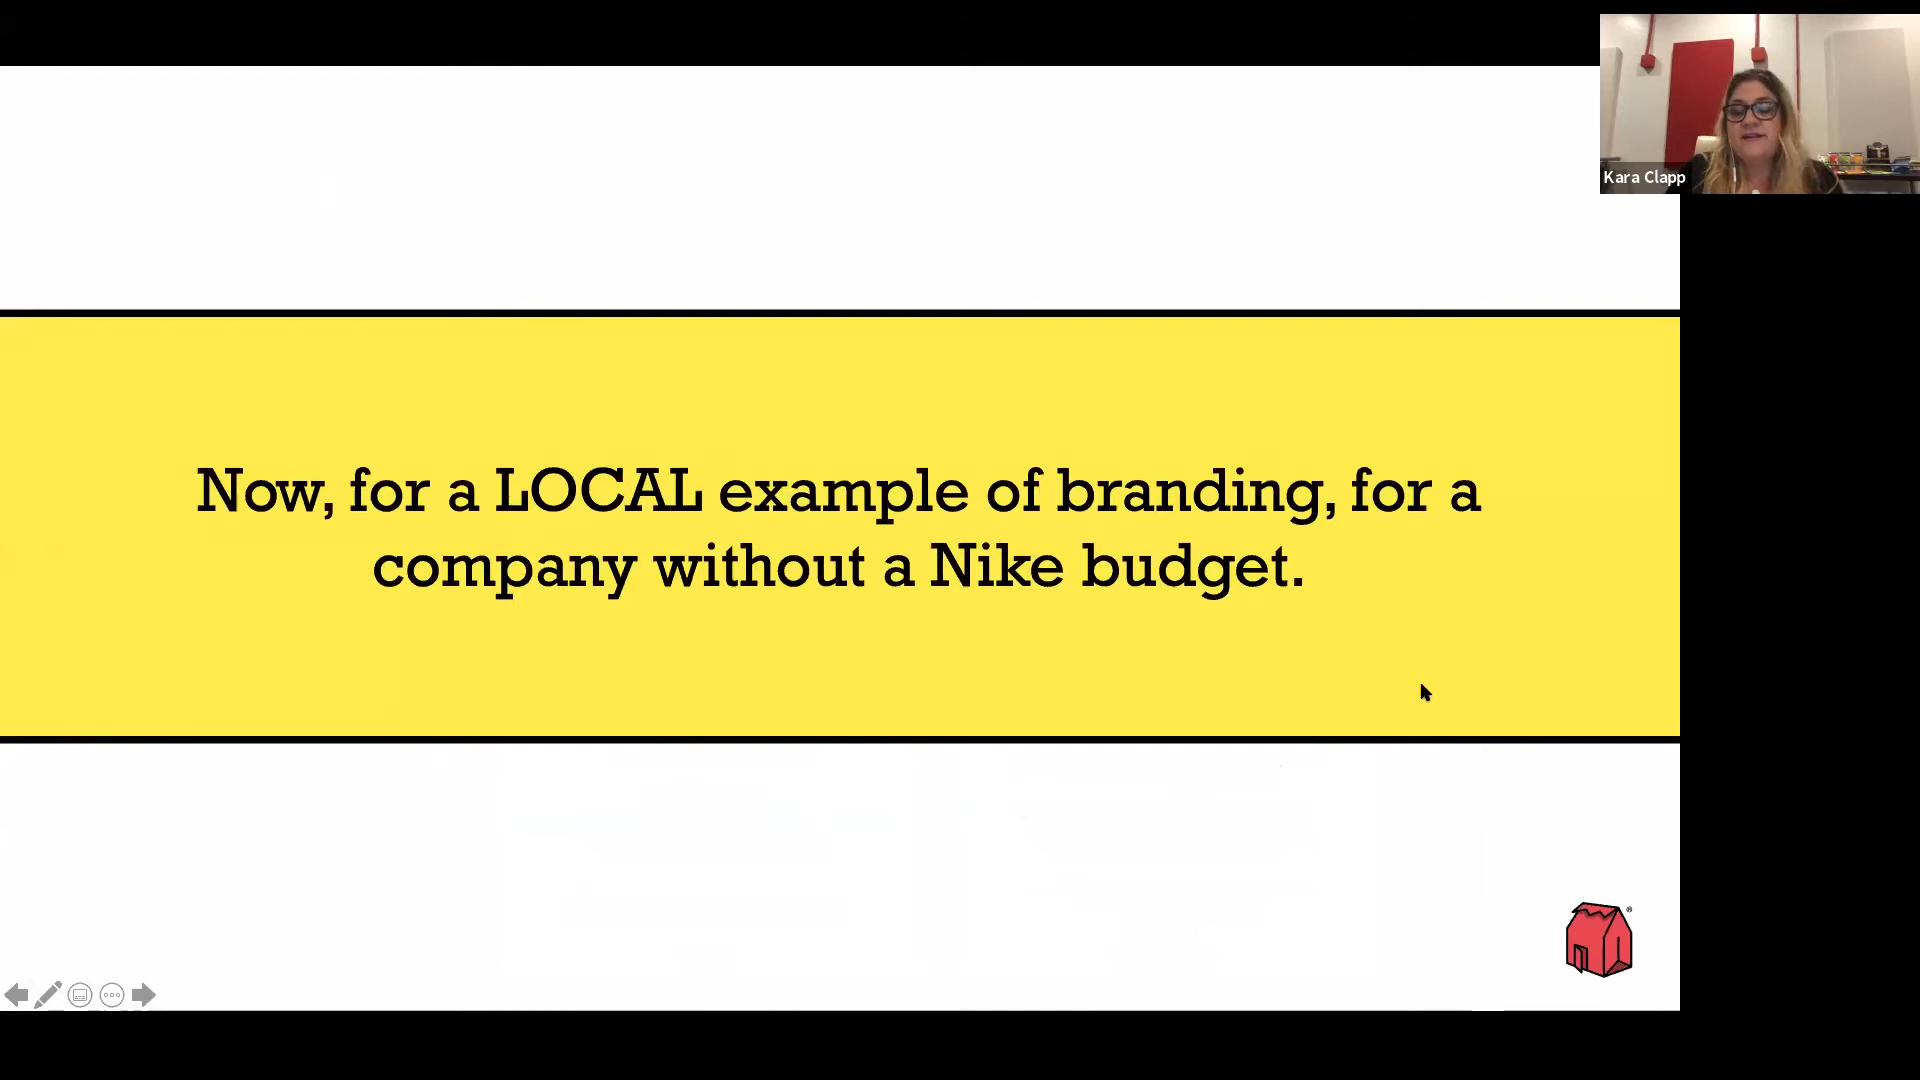 Kara Clapp
Now, for a LOCAL example of branding, for a
company without a Nike budget.
®